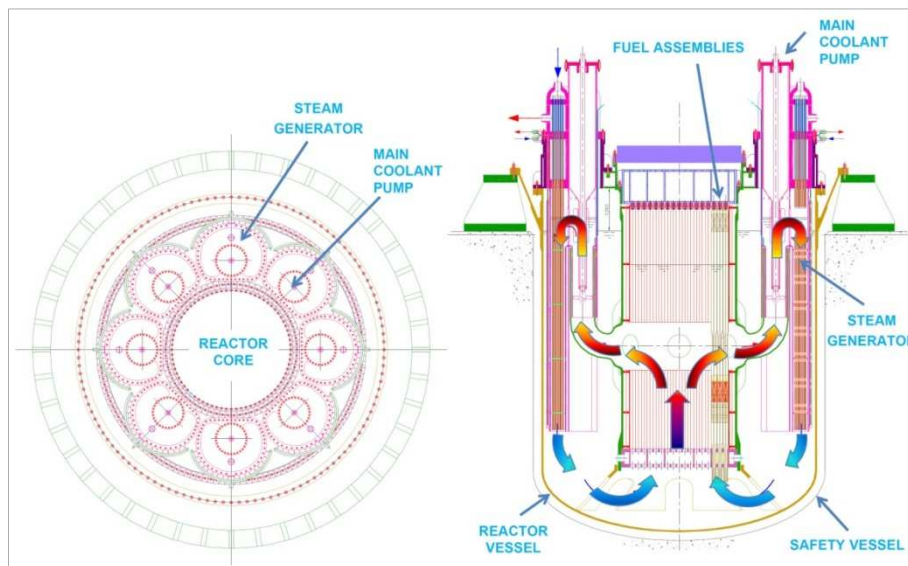 STEAM
GENERATOR
MAIN
COOLANT
PUMP
REACTOR
CORE
FUEL ASSEMBLIES
MAIN
COOLANT
PUMP
STEAM
GENERATOR
REACTOR
VESSEL
SAFETY VESSEL